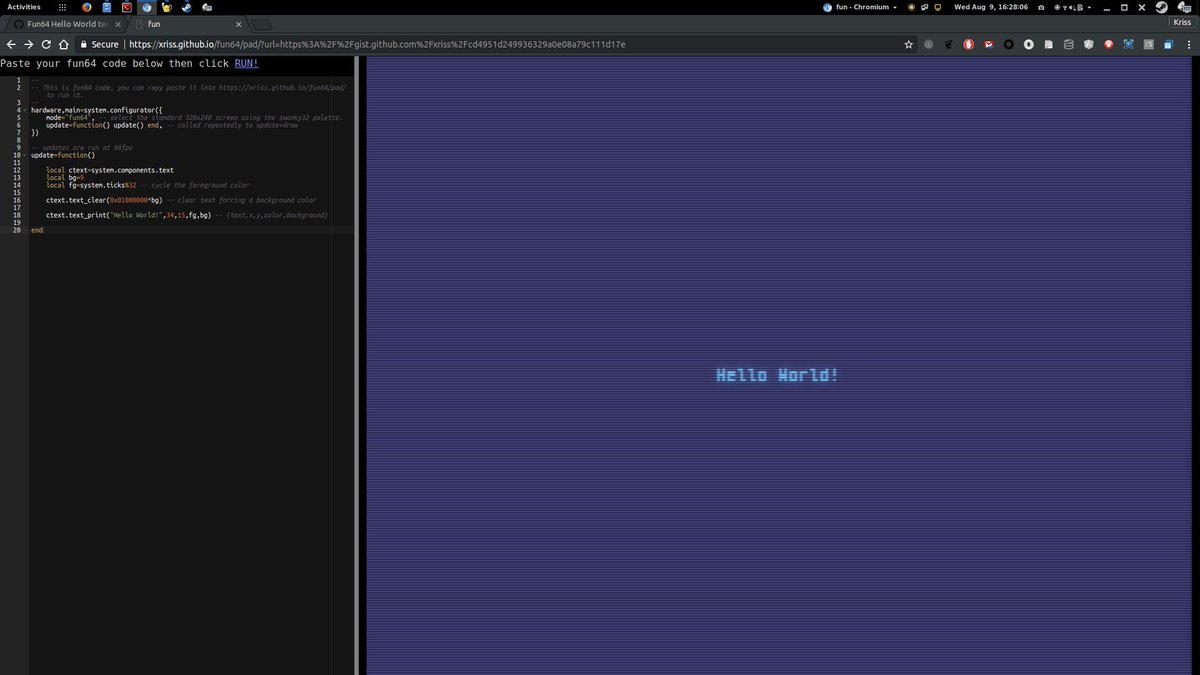 Activities
fun - Chromium
Wed Aug 9, 16:28:06
Fun64 Hello World tes
fun
Kriss
Secure
https://xriss.github.io/fun64/pad/?url=https%3A%2F%2Fgist.github.com%2Fxriss%2Fcd4951d249936329a0e08a79c111d17e
Paste your fun64 code below then click RUN!
1 --
2 -- This is fun64 code, you can copy paste it into https://xriss.github.io/fun64/pad/
to run it.
3 --
4 hardware,main=system.configurator({
5 mode="fun64", -- select the standard 320x240 screen using the swanky32 palette.
6 update=function() update() end, -- called repeatedly to update+draw
7 })
8
9 -- updates are run at 60fps
10 update=function()
11
12 local ctext=system.components.text
13 local bg=9
14 local fg=system.ticks%32 -- cycle the foreground color
15
16 ctext.text_clear(0x01000000*bg) -- clear text forcing a background color
17
18 ctext.text_print("Hello World!",34,15,fg,bg) -- (text,x,y,color,background)
19
20 end
Hello World!